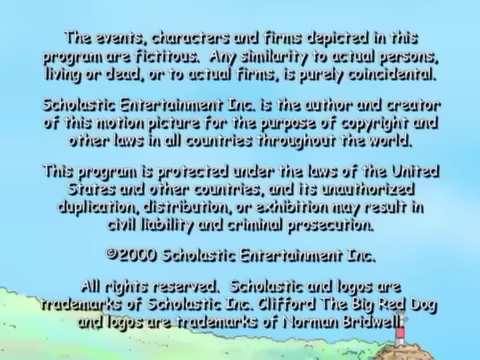 The events, characters and firms depicted in this
program are fictitous. Any similarity to actual persons,
living or dead, or to actual firms, is purely coincidental.
Scholastic Entertainment Inc. is the author and creator
of this motion picture for the purpose of copyright and
other laws in all countries throughout the world.
This program is protected under the laws of the United
States and other countries, and its unauthorized
duplication, distribution, or exhibition may result in
civil liability and criminal prosecution.
©2000 Scholastic Entertainment Inc.
All rights reserved. Scholastic and logos are
trademarks of Scholastic Inc. Clifford The Big Red Dog
and logos are trademarks of Norman Bridwell.